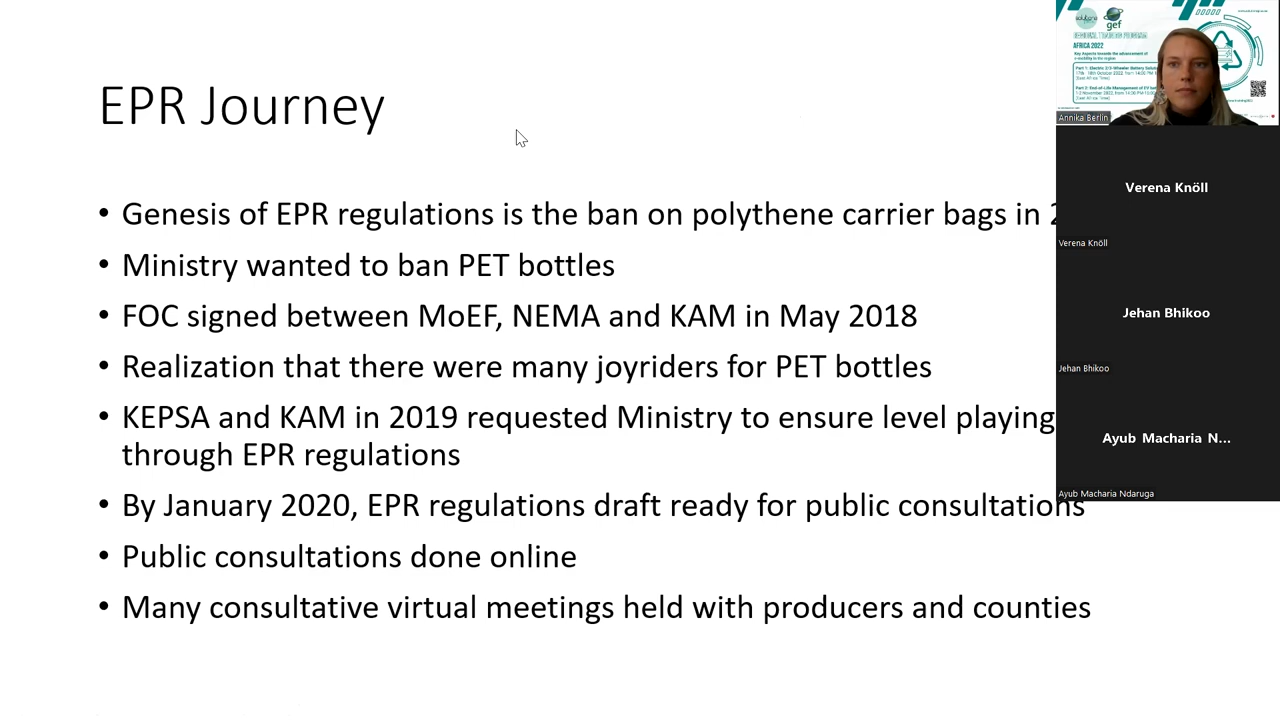 EPR Journey
• Genesis of EPR regulations is the ban on polythene carrier bags in
• Ministry wanted to ban PET bottles
• FOC signed between MoEF, NEMA and KAM in May 2018
• Realization that there were many joyriders for PET bottles
• KEPSA and KAM in 2019 requested Ministry to ensure level playing
through EPR regulations
• By January 2020, EPR regulations draft ready for public consultations
• Public consultations done online
• Many consultative virtual meetings held with producers and counties
gef
AFRICA 2022
Annika Berlin
Verena Knöll
Verena Knöll
Jehan Bhikoo
Jehan Bhikoo
Ayub Macharia N...
Ayub Macharia Ndaruga